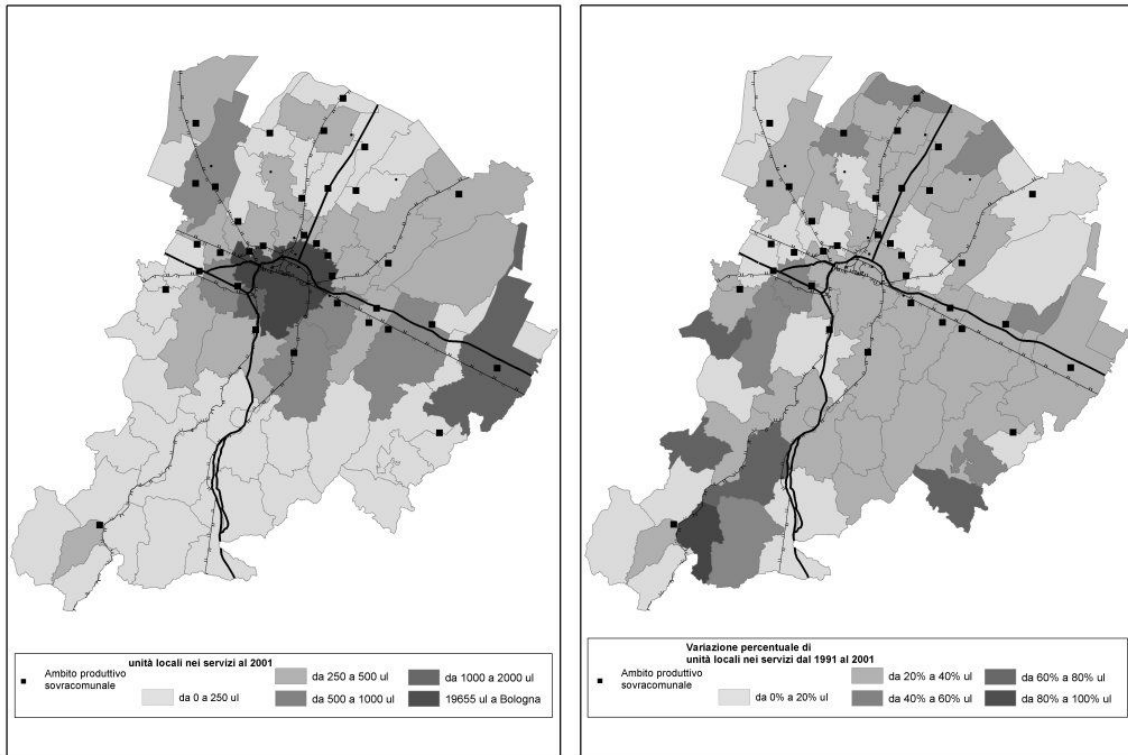 unità locali nei servizi al 2001
Ambito produttivo
sovracomunale
da 0 a 250 ul
da 250 a 500 ul
da 500 a 1000 ul
da 1000 a 2000 ul
19655 ul a Bologna
Variazione percentuale di
unità locali nei servizi dal 1991 al 2001
Ambito produttivo
sovracomunale
da 0% a 20% ul
da 20% a 40% ul
da 40% a 60% ul
da 60% a 80% ul
da 80% a 100% ul